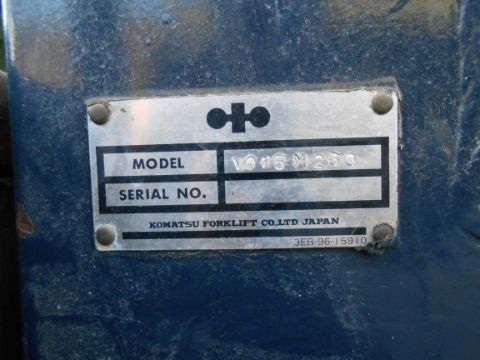 MODEL
SERIAL NO.
KOMATSU FORKLIFT CO.,LTD. JAPAN
3EB-96-15910